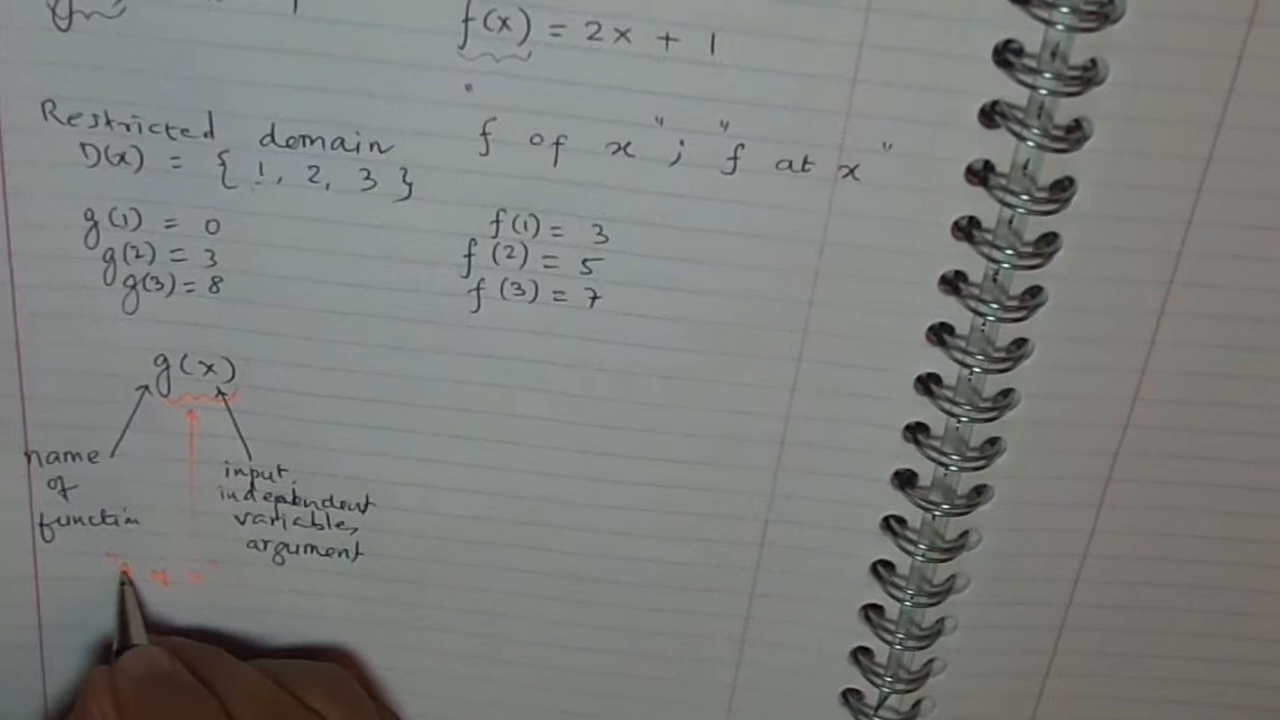 f(x) = 2x + 1
Restricted domain
D(x) = { 1, 2, 3 }
" f of x " ; " f at x "
g(1) = 0
g(2) = 3
g(3) = 8
f(1) = 3
f(2) = 5
f(3) = 7
g(x)
name
of
function
input,
independent
variable,
argument